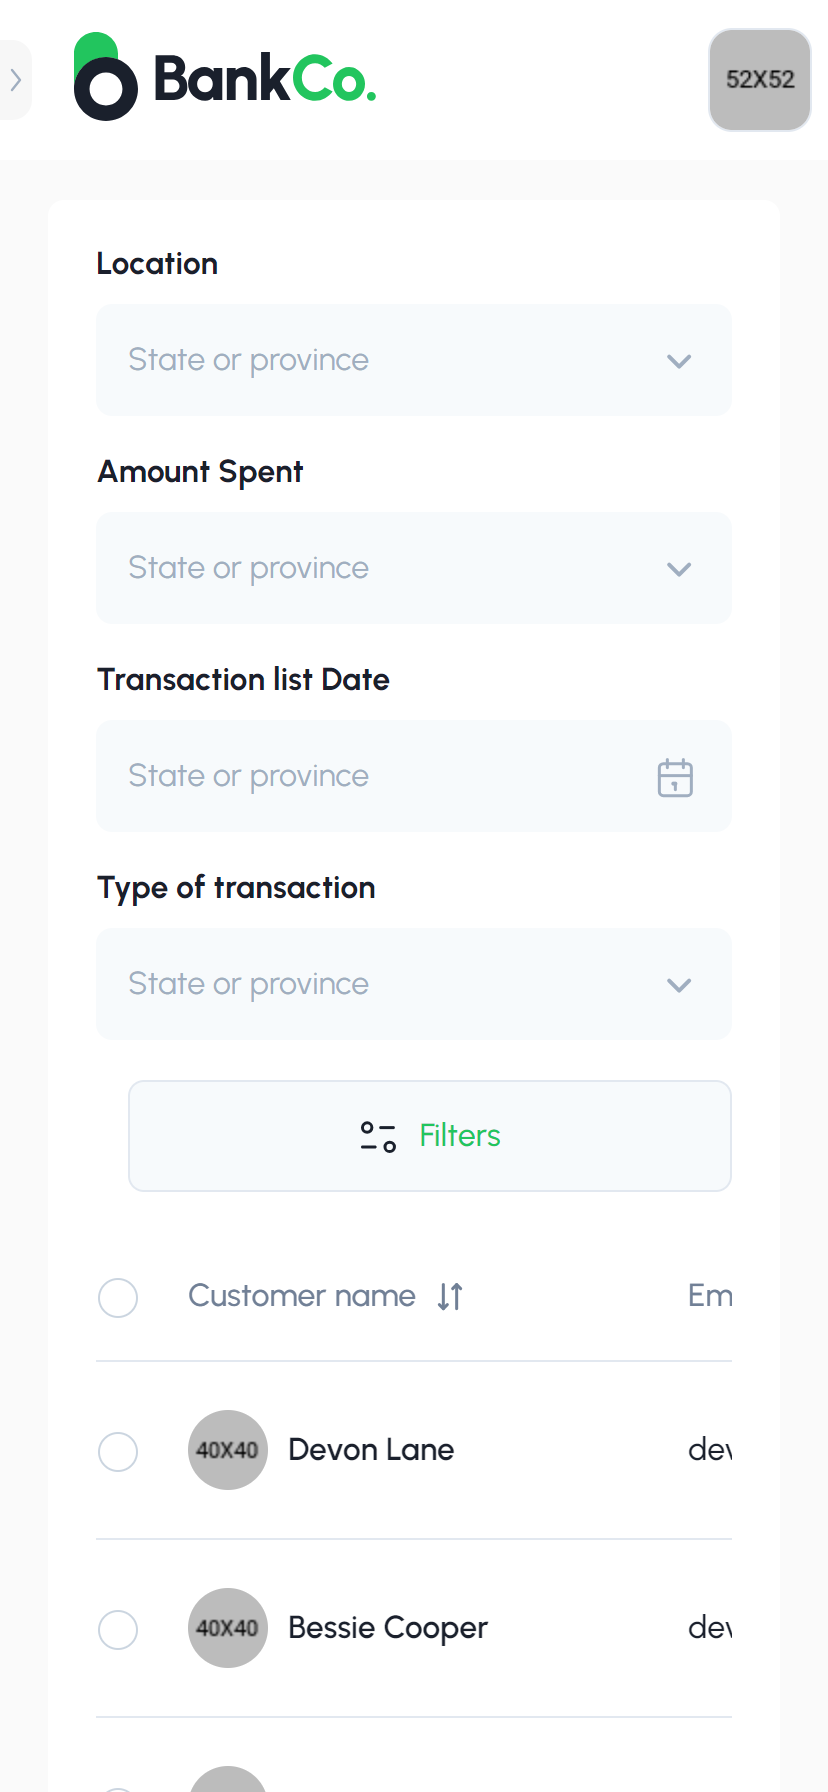 BankCo.
52X52
Location
State or province
Amount Spent
State or province
Transaction list Date
State or province
Type of transaction
State or province
Filters
Customer name Em
40X40 Devon Lane dev
40X40 Bessie Cooper dev